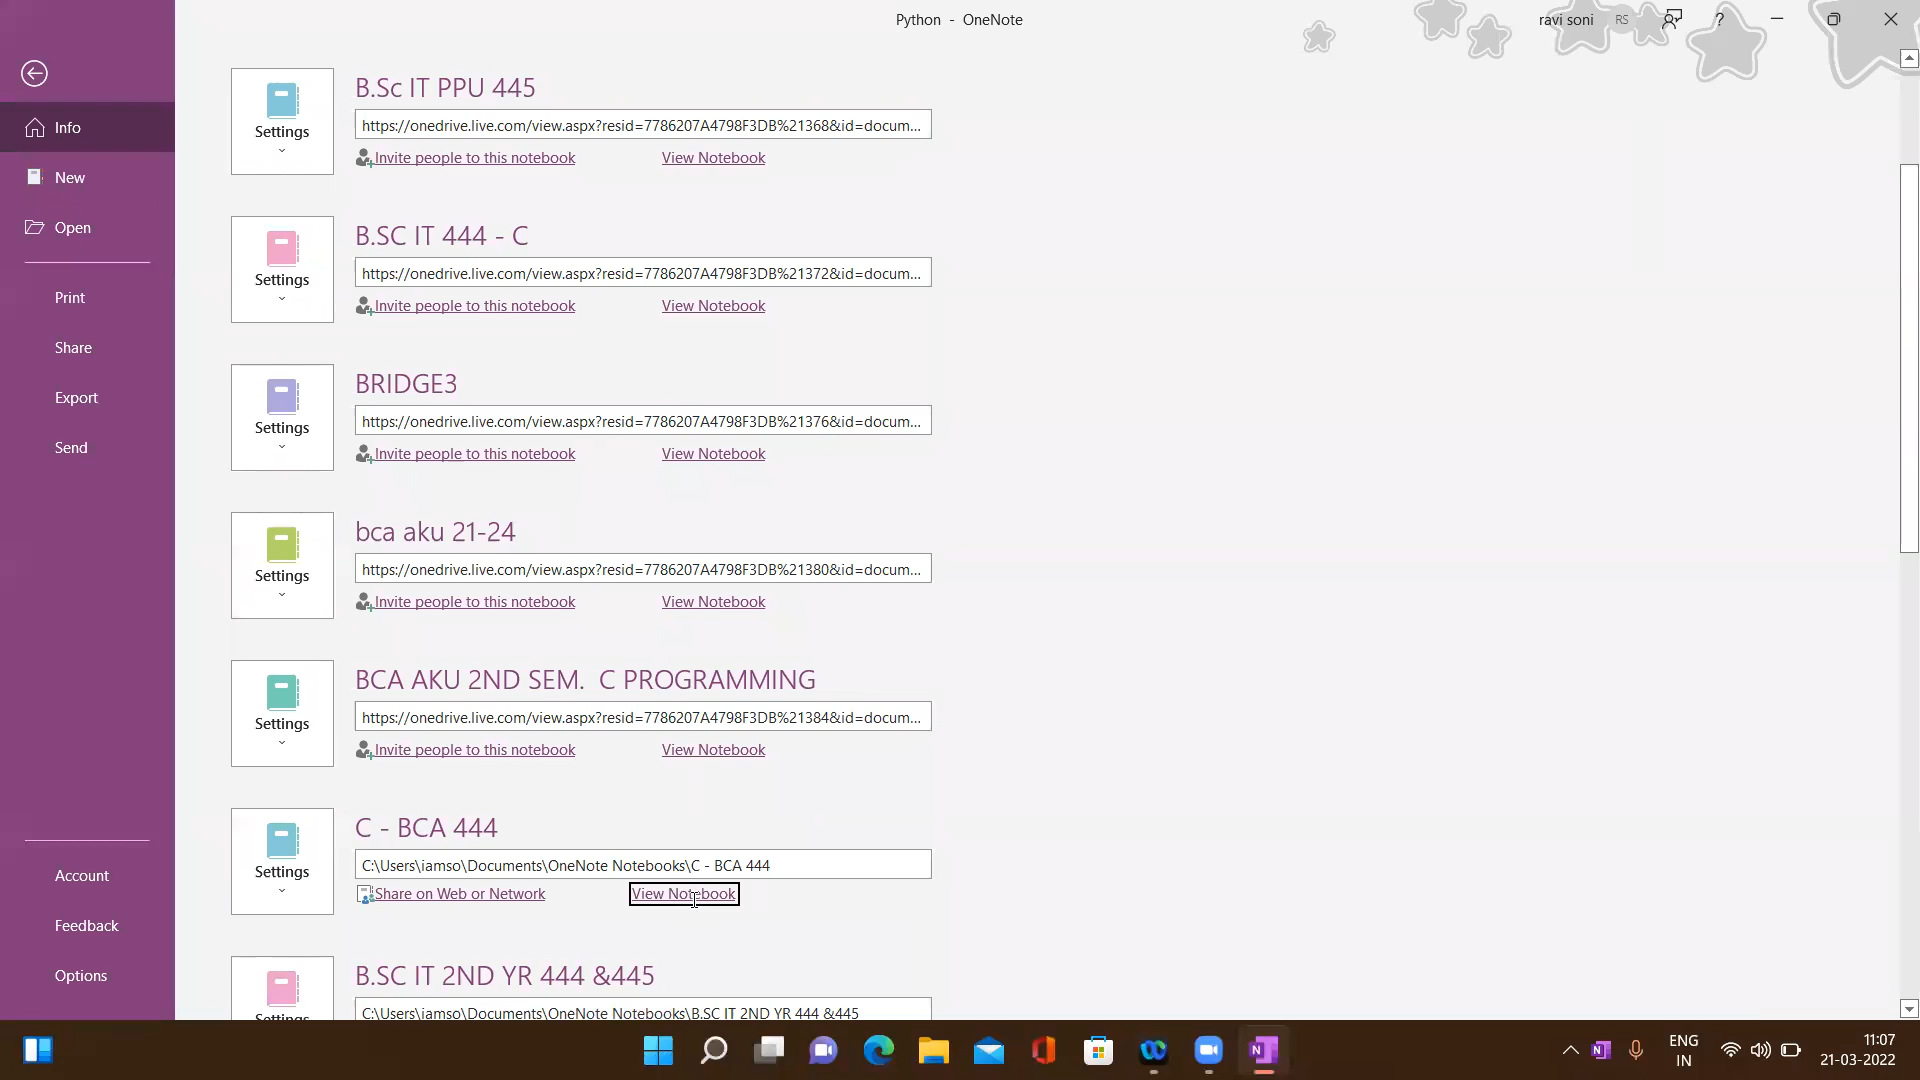 Python - OneNote
ravi soni RS ?
Info
New
Open
Print
Share
Export
Send
Account
Feedback
Options
Settings
B.Sc IT PPU 445
https://onedrive.live.com/view.aspx?resid=7786207A4798F3DB%21368&id=docum...
Invite people to this notebook View Notebook
Settings
B.SC IT 444 - C
https://onedrive.live.com/view.aspx?resid=7786207A4798F3DB%21372&id=docum...
Invite people to this notebook View Notebook
Settings
BRIDGE3
https://onedrive.live.com/view.aspx?resid=7786207A4798F3DB%21376&id=docum...
Invite people to this notebook View Notebook
Settings
bca aku 21-24
https://onedrive.live.com/view.aspx?resid=7786207A4798F3DB%21380&id=docum...
Invite people to this notebook View Notebook
Settings
BCA AKU 2ND SEM.  C PROGRAMMING
https://onedrive.live.com/view.aspx?resid=7786207A4798F3DB%21384&id=docum...
Invite people to this notebook View Notebook
Settings
C - BCA 444
C:\Users\iamso\Documents\OneNote Notebooks\C - BCA 444
Share on Web or Network View Notebook
Settings
B.SC IT 2ND YR 444 &445
C:\Users\iamso\Documents\OneNote Notebooks\B.SC IT 2ND YR 444 &445
ENG
IN
11:07
21-03-2022